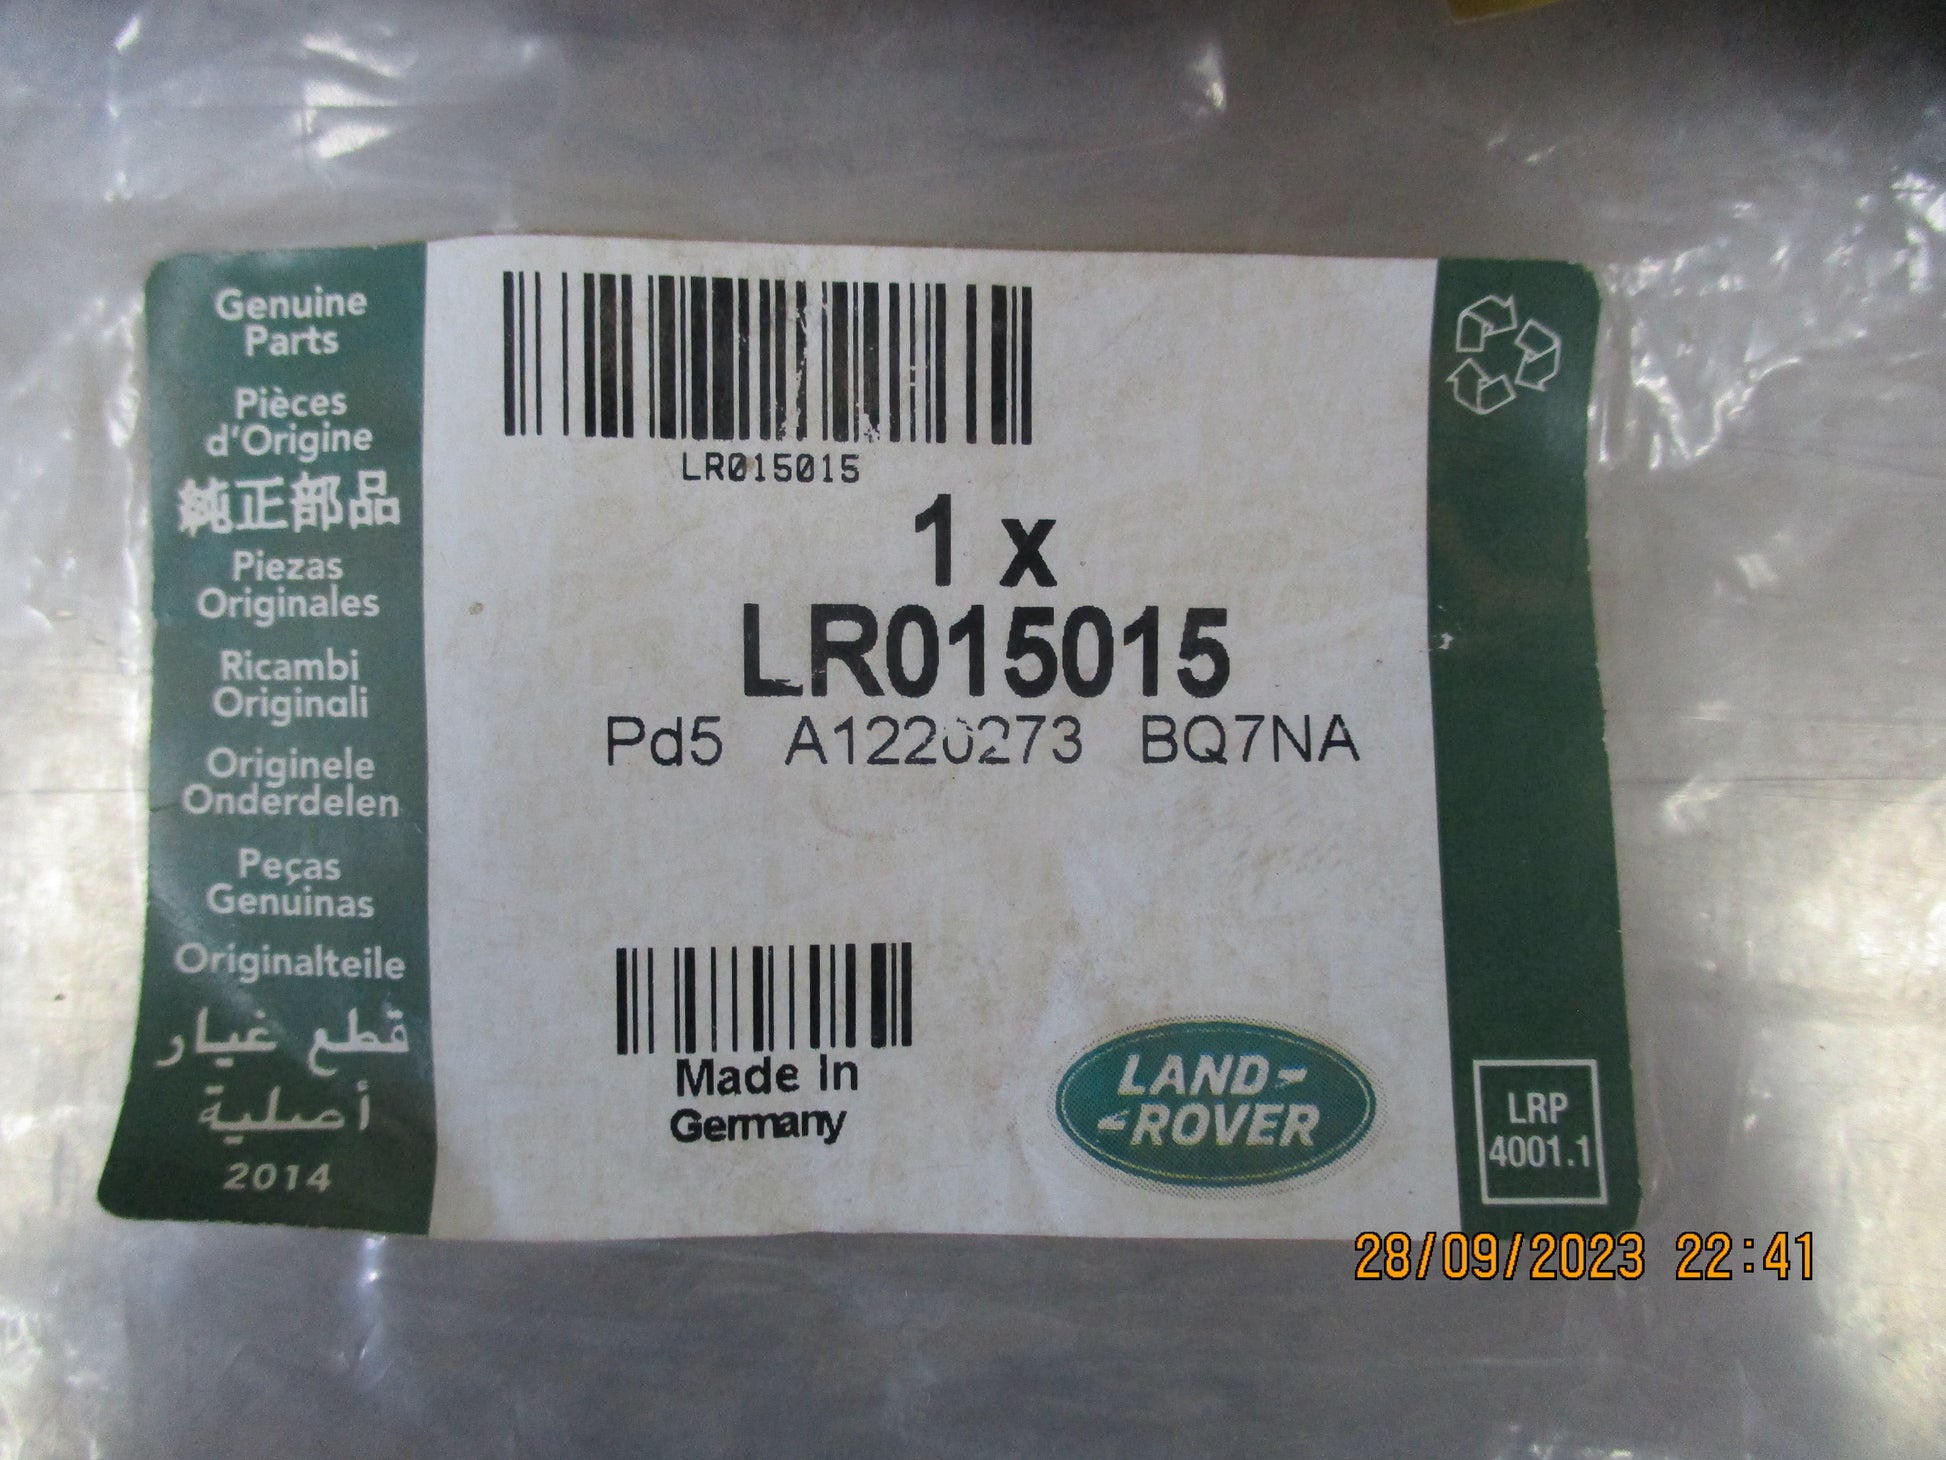 Genuine
Parts
Pièces
d'Origine
純正部品
Piezas
Originales
Ricambi
Originali
Originele
Onderdelen
Peças
Genuínas
Originalteile
قطع غيار
أصلية
2014
LR015015
1 x
LR015015
Pd5 A1220273 BQ7NA
Made In
Germany
LAND-
-ROVER
LRP
4001.1
28/09/2023 22:41